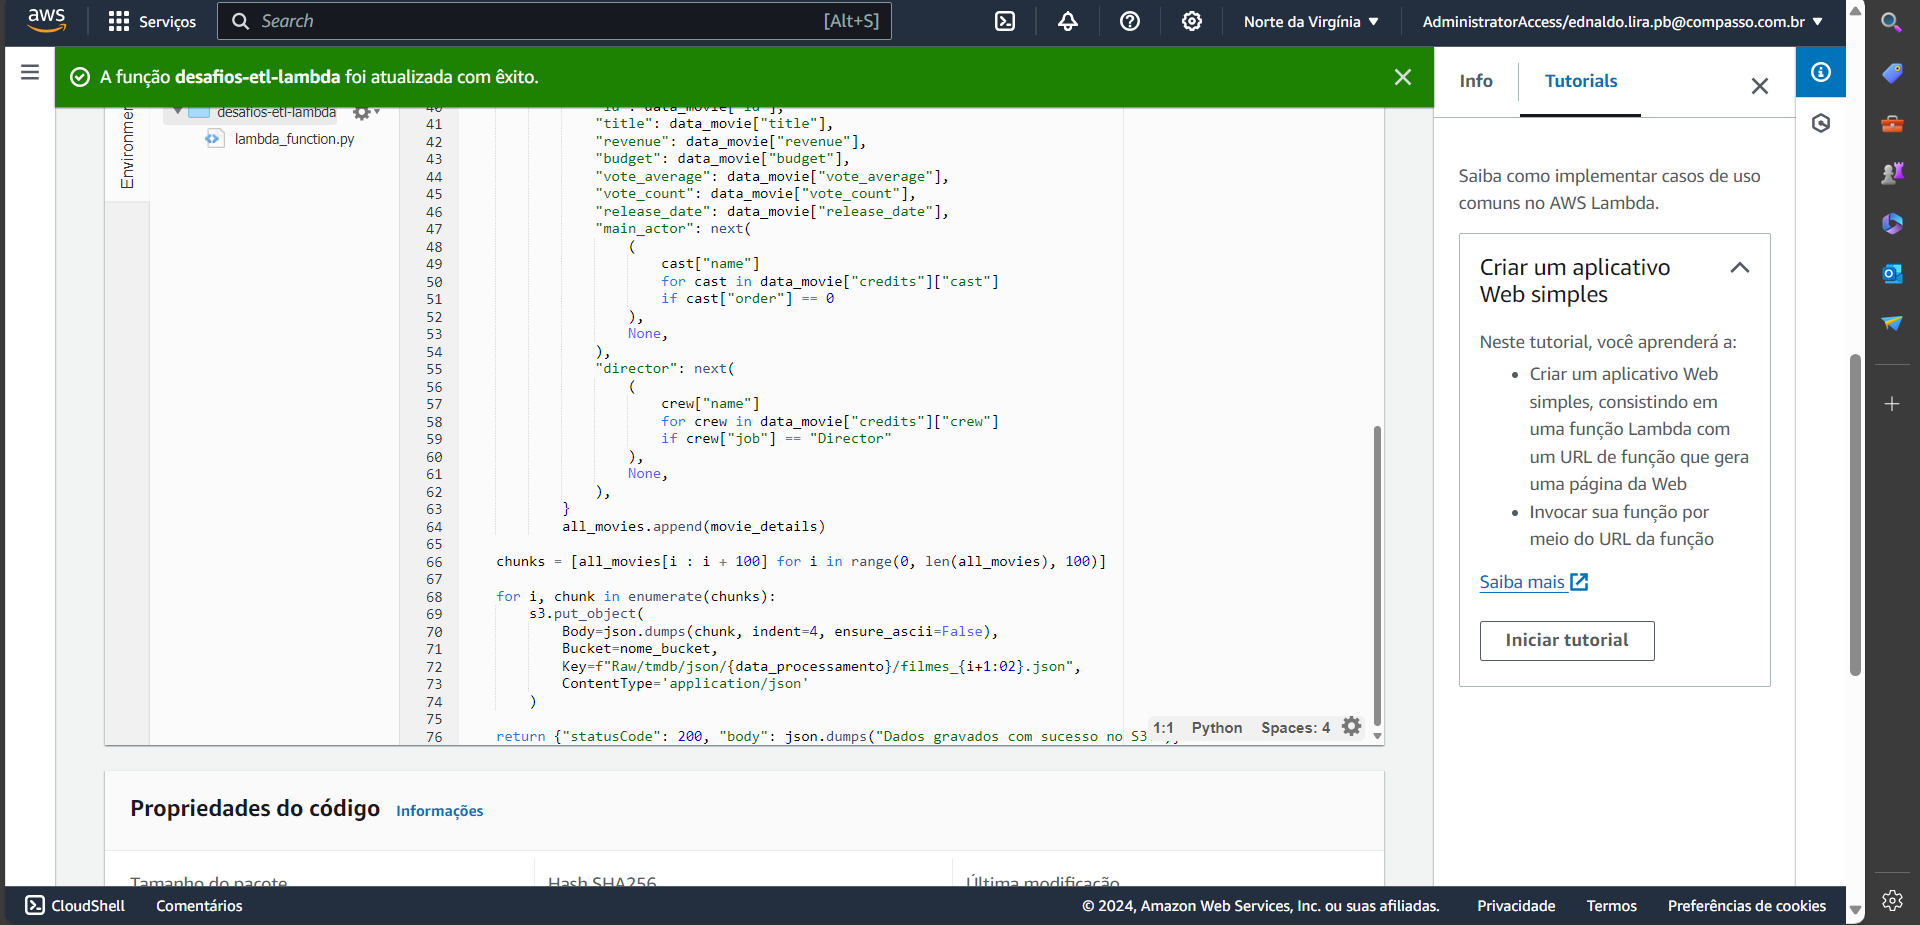 aws
Serviços
Search
[Alt+S]
Norte da Virgínia
AdministratorAccess/ednaldo.lira.pb@compasso.com.br
A função desafios-etl-lambda foi atualizada com êxito.
Info
Tutorials
Environmen
desafios-etl-lambda
lambda_function.py
40 "id": data_movie["id"],
41 "title": data_movie["title"],
42 "revenue": data_movie["revenue"],
43 "budget": data_movie["budget"],
44 "vote_average": data_movie["vote_average"],
45 "vote_count": data_movie["vote_count"],
46 "release_date": data_movie["release_date"],
47 "main_actor": next(
48 (
49 cast["name"]
50 for cast in data_movie["credits"]["cast"]
51 if cast["order"] == 0
52 ),
53 None,
54 ),
55 "director": next(
56 (
57 crew["name"]
58 for crew in data_movie["credits"]["crew"]
59 if crew["job"] == "Director"
60 ),
61 None,
62 ),
63 }
64 all_movies.append(movie_details)
65
66 chunks = [all_movies[i : i + 100] for i in range(0, len(all_movies), 100)]
67
68 for i, chunk in enumerate(chunks):
69 s3.put_object(
70 Body=json.dumps(chunk, indent=4, ensure_ascii=False),
71 Bucket=nome_bucket,
72 Key=f"Raw/tmdb/json/{data_processamento}/filmes_{i+1:02}.json",
73 ContentType='application/json'
74 )
75
76 return {"statusCode": 200, "body": json.dumps("Dados gravados com sucesso no S3
1:1 Python Spaces: 4
Saiba como implementar casos de uso
comuns no AWS Lambda.
Criar um aplicativo
Web simples
Neste tutorial, você aprenderá a:
• Criar um aplicativo Web
simples, consistindo em
uma função Lambda com
um URL de função que gera
uma página da Web
• Invocar sua função por
meio do URL da função
Saiba mais
Iniciar tutorial
Propriedades do código
Informações
Tamanho do pacote
Hash SHA256
Última modificação
CloudShell
Comentários
© 2024, Amazon Web Services, Inc. ou suas afiliadas.
Privacidade
Termos
Preferências de cookies